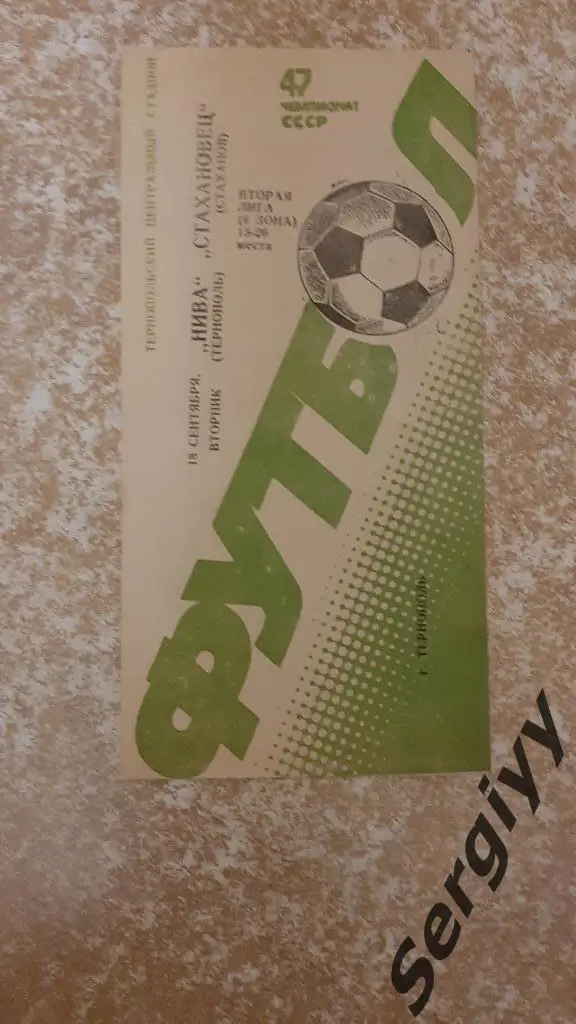 ТЕРНОПОЛЬСКИЙ ЦЕНТРАЛЬНЫЙ СТАДИОН
47
ЧЕМПИОНАТ
СССР
18 СЕНТЯБРЯ,
ВТОРНИК
„НИВА" „СТАХАНОВЕЦ"
(ТЕРНОПОЛЬ) (СТАХАНОВ)
ВТОРАЯ
ЛИГА
(6 ЗОНА)
13-26
места
ФУТБОЛ
г. ТЕРНОПОЛЬ
Sergiyy